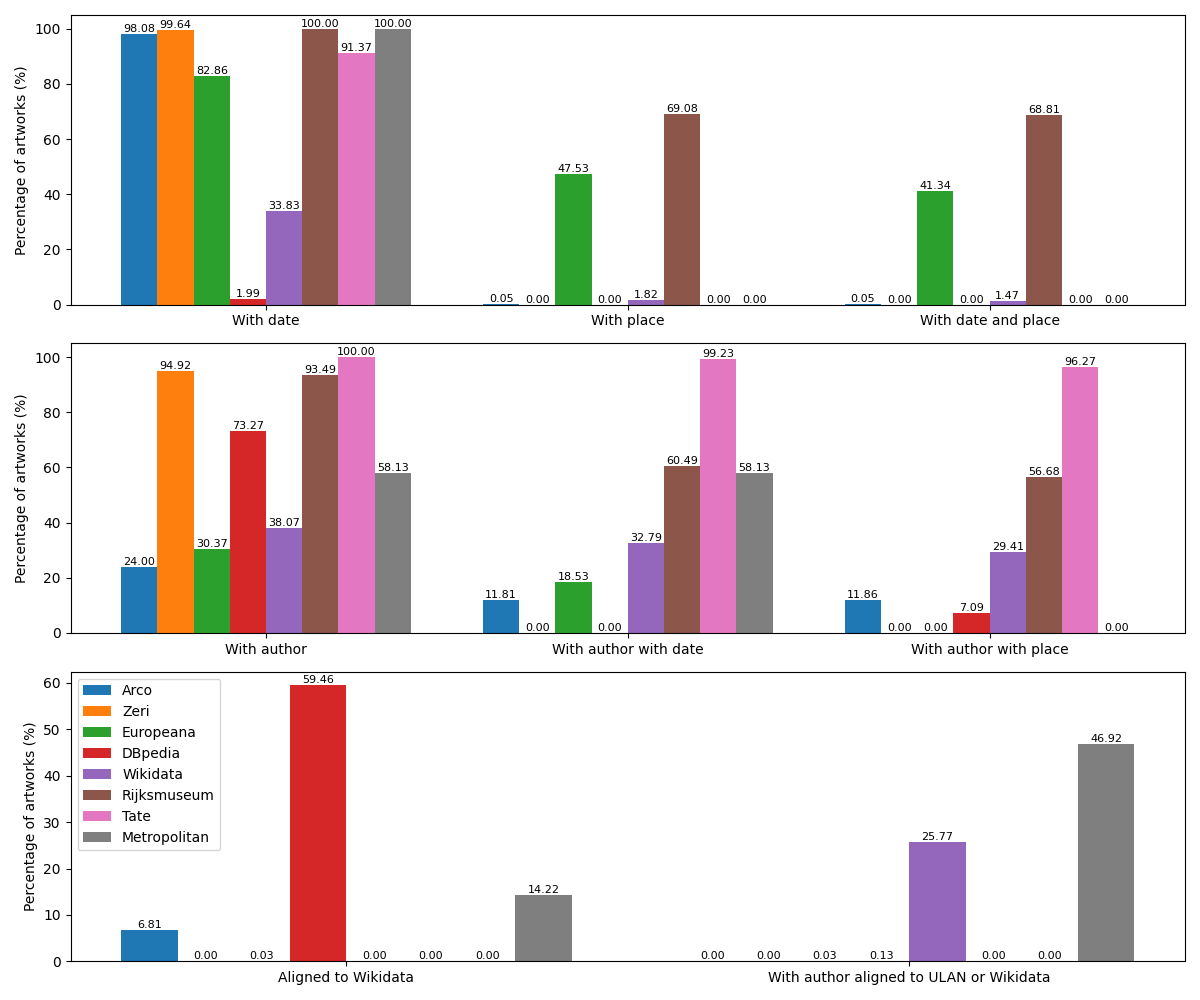 Percentage of artworks (%)
100
80
60
40
20
0
98.08 99.64 82.86 1.99 33.83 100.00 91.37 100.00
0.05 0.00 47.53 0.00 1.82 69.08 0.00 0.00
0.05 0.00 41.34 0.00 1.47 68.81 0.00 0.00
With date With place With date and place
Percentage of artworks (%)
100
80
60
40
20
0
24.00 94.92 30.37 73.27 38.07 93.49 100.00 58.13
11.81 0.00 18.53 0.00 32.79 60.49 99.23 58.13
11.86 0.00 0.00 7.09 29.41 56.68 96.27 0.00
With author With author with date With author with place
Percentage of artworks (%)
60
50
40
30
20
10
0
Arco
Zeri
Europeana
DBpedia
Wikidata
Rijksmuseum
Tate
Metropolitan
6.81 0.00 0.03 59.46 0.00 0.00 0.00 14.22
0.00 0.00 0.03 0.13 25.77 0.00 0.00 46.92
Aligned to Wikidata With author aligned to ULAN or Wikidata